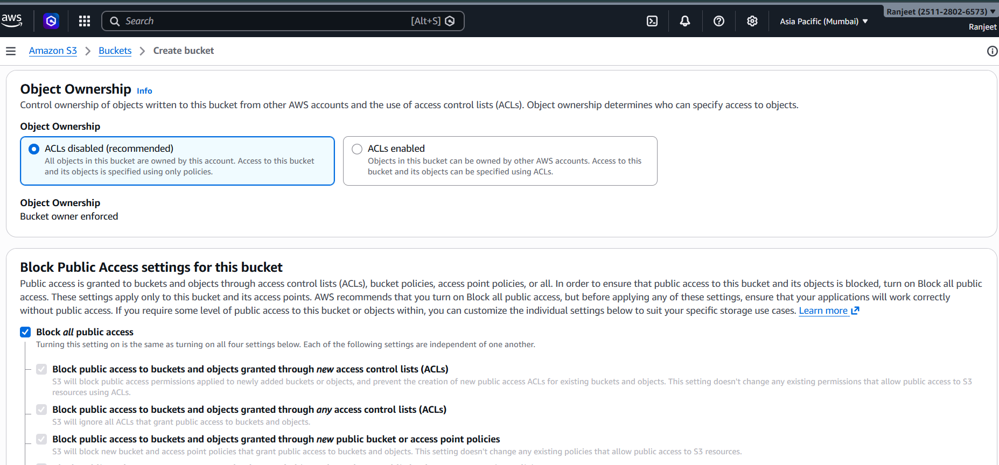 aws
Search [Alt+S]
Asia Pacific (Mumbai)
Ranjeet (2511-2802-6573)
Ranjeet
Amazon S3
Buckets
Create bucket
Object Ownership Info
Control ownership of objects written to this bucket from other AWS accounts and the use of access control lists (ACLs). Object ownership determines who can specify access to objects.
Object Ownership
ACLs disabled (recommended)
All objects in this bucket are owned by this account. Access to this bucket
and its objects is specified using only policies.
ACLs enabled
Objects in this bucket can be owned by other AWS accounts. Access to this
bucket and its objects can be specified using ACLs.
Object Ownership
Bucket owner enforced
Block Public Access settings for this bucket
Public access is granted to buckets and objects through access control lists (ACLs), bucket policies, access point policies, or all. In order to ensure that public access to this bucket and its objects is blocked, turn on Block all public
access. These settings apply only to this bucket and its access points. AWS recommends that you turn on Block all public access, but before applying any of these settings, ensure that your applications will work correctly
without public access. If you require some level of public access to this bucket or objects within, you can customize the individual settings below to suit your specific storage use cases. Learn more
Block all public access
Turning this setting on is the same as turning on all four settings below. Each of the following settings are independent of one another.
Block public access to buckets and objects granted through new access control lists (ACLs)
S3 will block public access permissions applied to newly added buckets or objects, and prevent the creation of new public access ACLs for existing buckets and objects. This setting doesn't change any existing permissions that allow public access to S3
resources using ACLs.
Block public access to buckets and objects granted through any access control lists (ACLs)
S3 will ignore all ACLs that grant public access to buckets and objects.
Block public access to buckets and objects granted through new public bucket or access point policies
S3 will block new bucket and access point policies that grant public access to buckets and objects. This setting doesn't change any existing policies that allow public access to S3 resources.